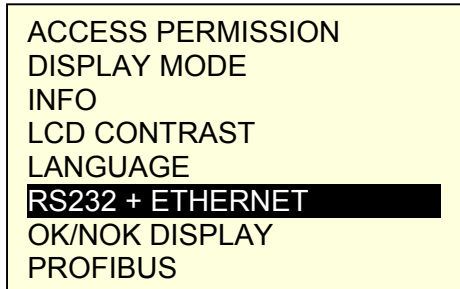 ACCESS PERMISSION
DISPLAY MODE
INFO
LCD CONTRAST
LANGUAGE
RS232 + ETHERNET
OK/NOK DISPLAY
PROFIBUS